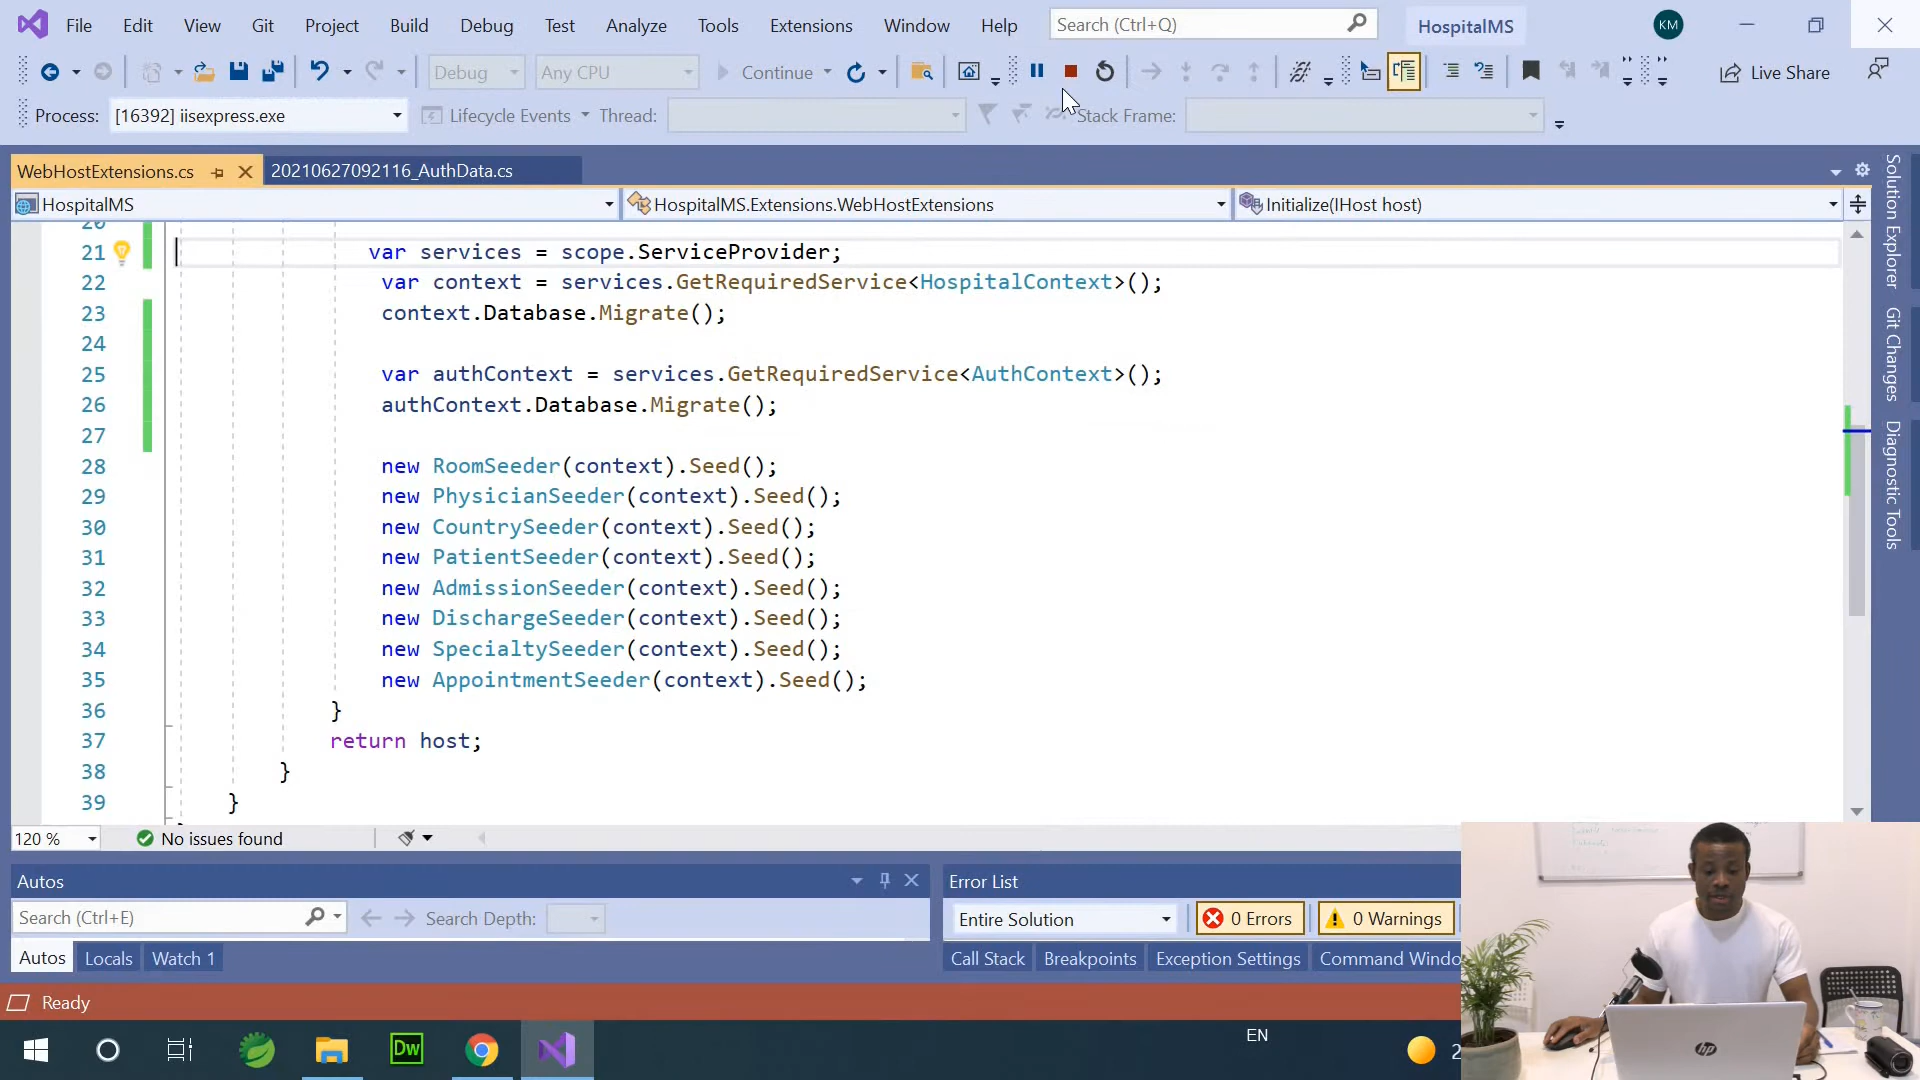 File Edit View Git Project Build Debug Test Analyze Tools Extensions Window Help Search (Ctrl+Q) HospitalMS KM
Debug Any CPU Continue Live Share
Process: [16392] iisexpress.exe Lifecycle Events Thread: Stack Frame:
WebHostExtensions.cs 20210627092116_AuthData.cs
HospitalMS HospitalMS.Extensions.WebHostExtensions Initialize(IHost host)
20
21 var services = scope.ServiceProvider;
22 var context = services.GetRequiredService<HospitalContext>();
23 context.Database.Migrate();
24
25 var authContext = services.GetRequiredService<AuthContext>();
26 authContext.Database.Migrate();
27
28 new RoomSeeder(context).Seed();
29 new PhysicianSeeder(context).Seed();
30 new CountrySeeder(context).Seed();
31 new PatientSeeder(context).Seed();
32 new AdmissionSeeder(context).Seed();
33 new DischargeSeeder(context).Seed();
34 new SpecialtySeeder(context).Seed();
35 new AppointmentSeeder(context).Seed();
36 }
37 return host;
38 }
39 }
Solution Explorer
Git Changes
Diagnostic Tools
120 % No issues found
Autos
Search (Ctrl+E) Search Depth:
Autos Locals Watch 1
Error List
Entire Solution 0 Errors 0 Warnings
Call Stack Breakpoints Exception Settings Command Windo
Ready
Dw EN 2
hp